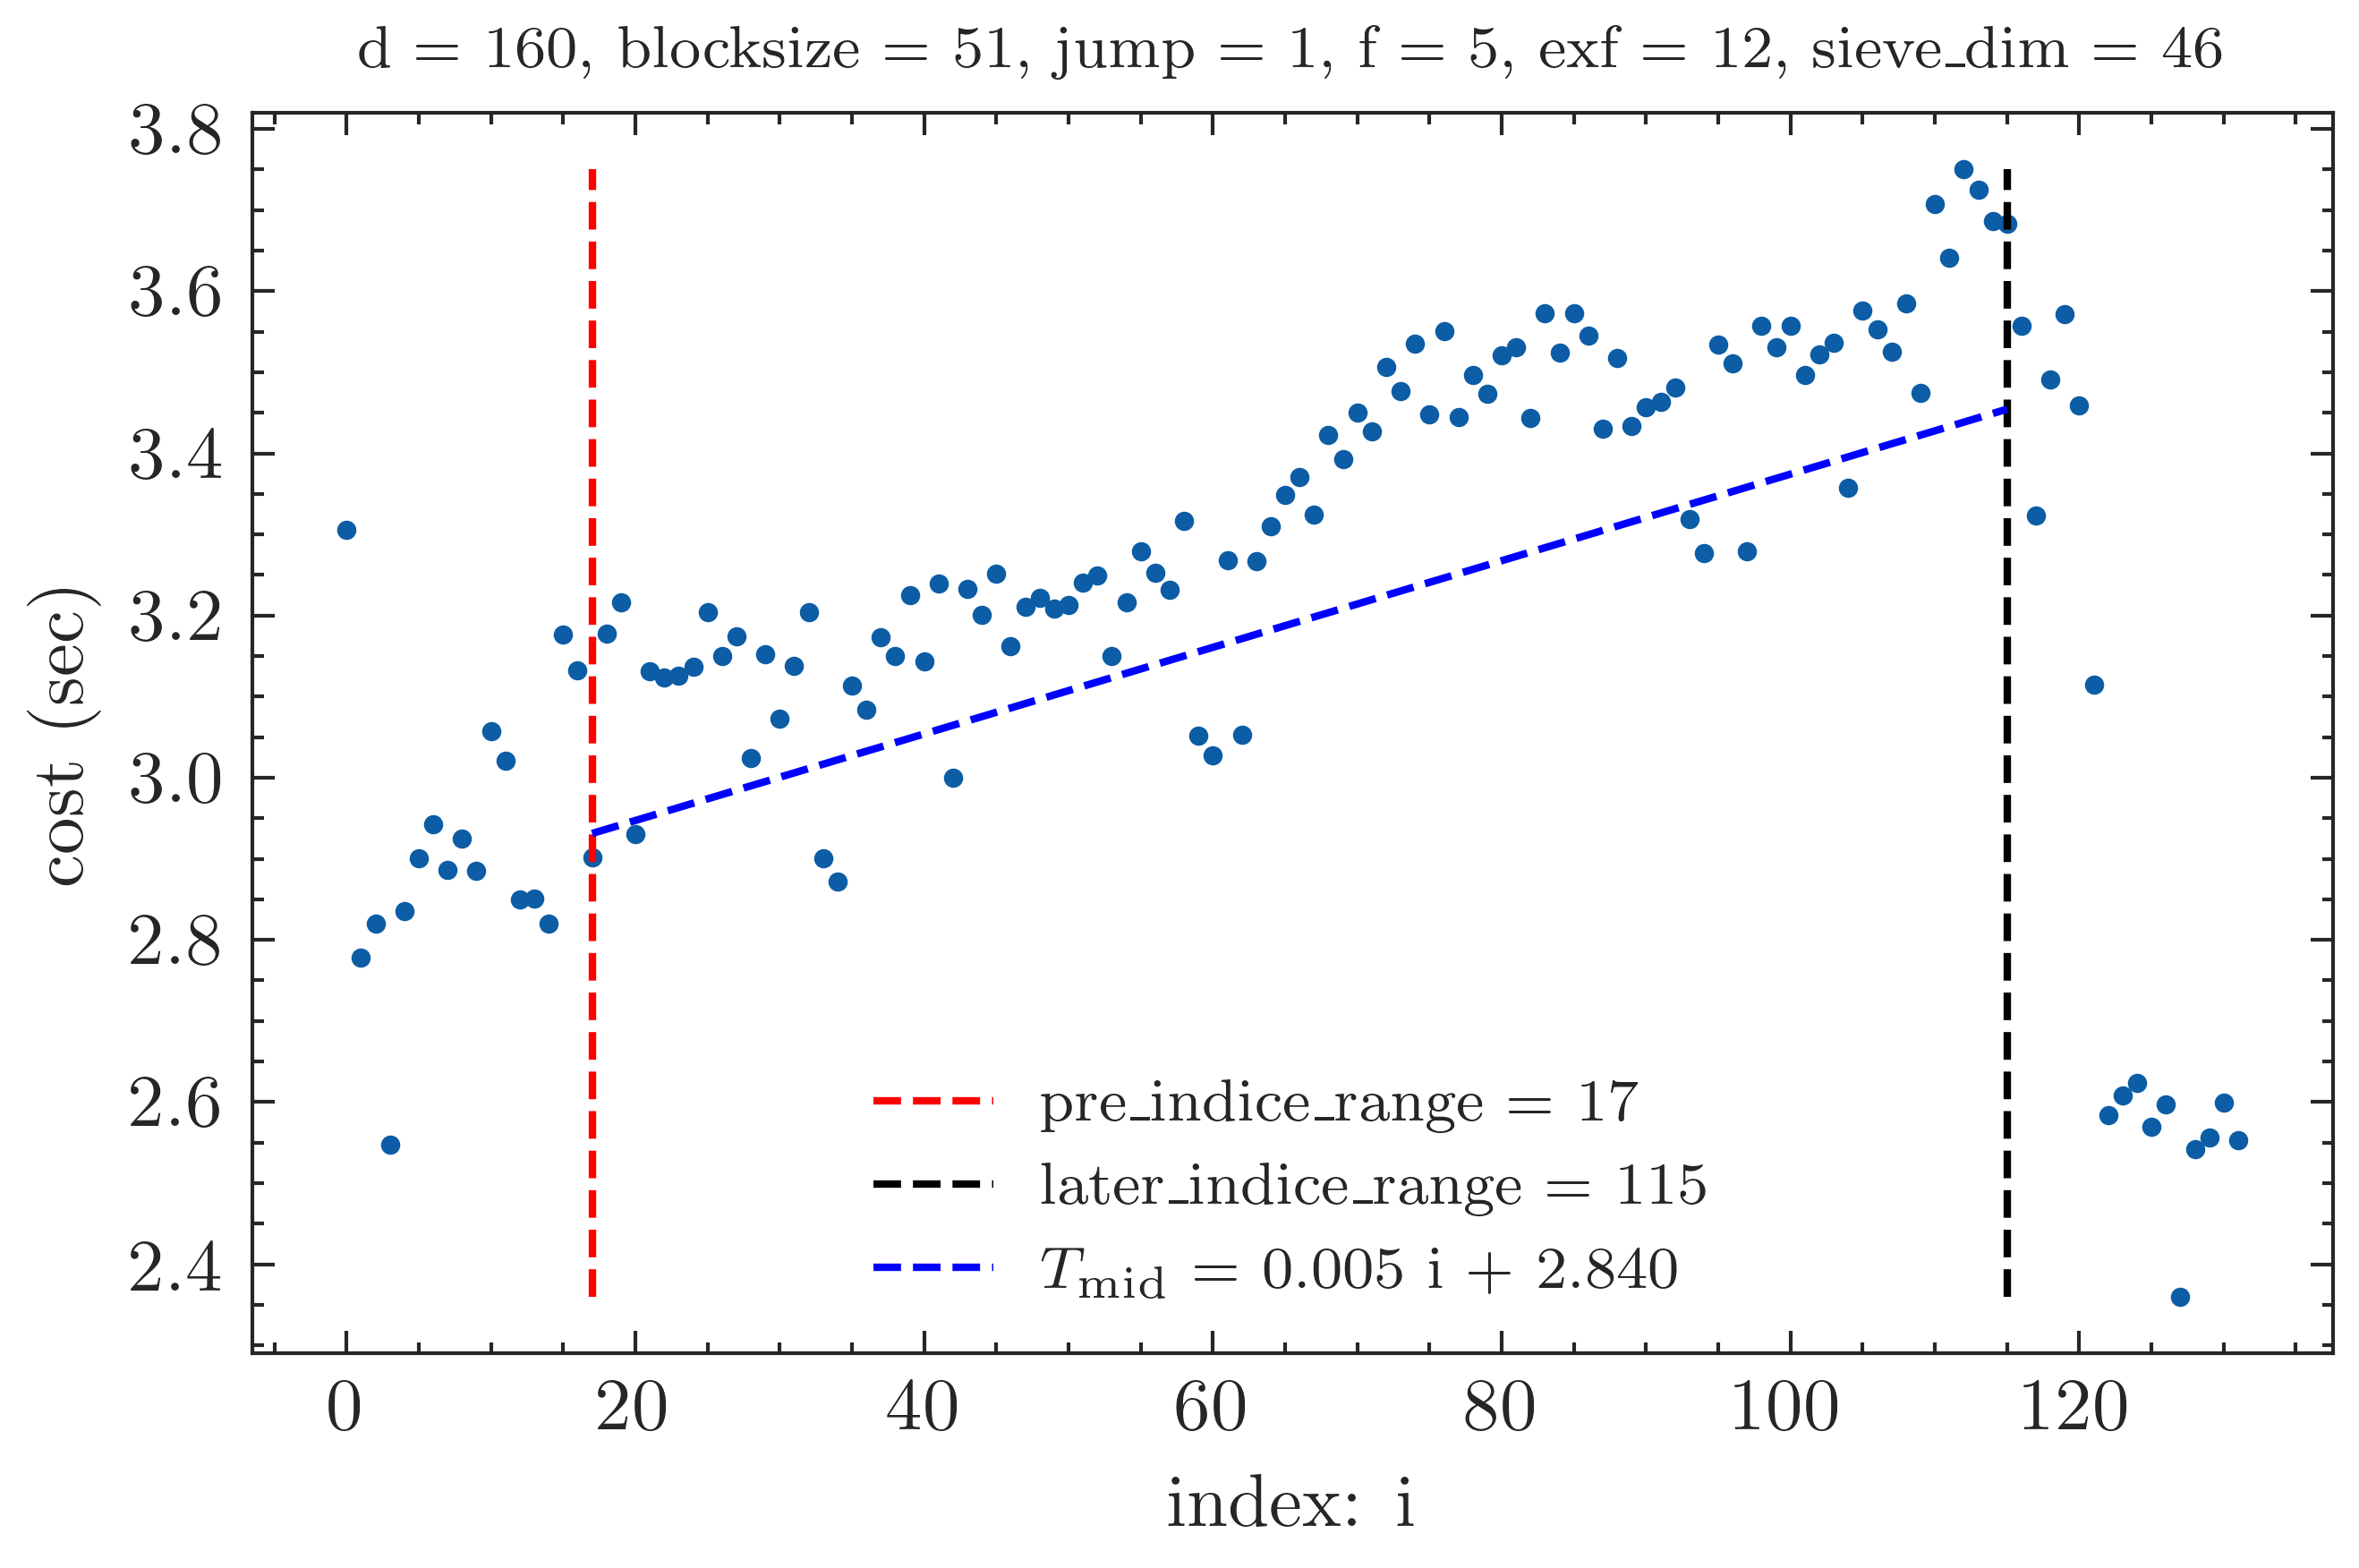 d = 160, blocksize = 51, jump = 1, f = 5, exf = 12, sieve_dim = 46
3.8
3.6
3.4
3.2
3.0
2.8
2.6
2.4
cost (sec)
pre_indice_range = 17
later_indice_range = 115
T_mid = 0.005 i + 2.840
0 20 40 60 80 100 120
index: i